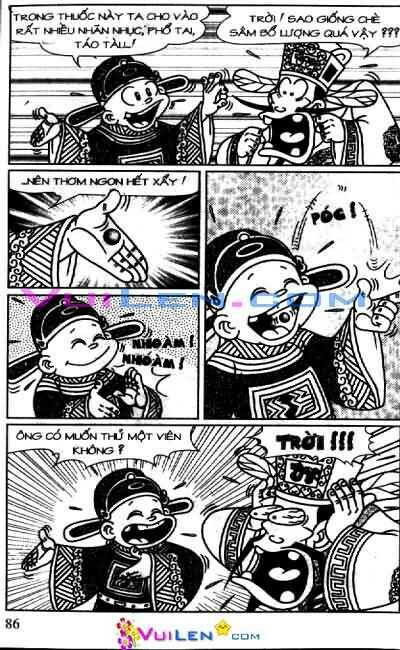 TRONG THUỐC NÀY TA CHO VÀO
RẤT NHIỀU NHÃN NHỤC, PHỔ TAI,
TÁO TÀU...!
TRỜI ! SAO GIỐNG CHÈ
SÂM BỔ LƯỢNG QUÁ VẬY ???
...NÊN THƠM NGON HẾT XẨY !
PÓC !
NHOÀM !
NHOÀM !
VUILEN.COM
ÔNG CÓ MUỐN THỬ MỘT VIÊN
KHÔNG ?
TRỜI !!!
86
VUILEN COM